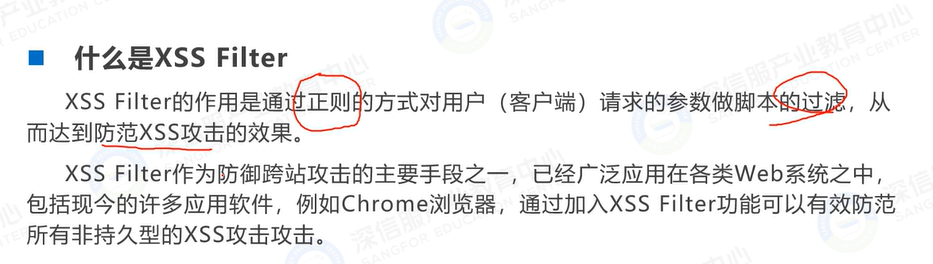 什么是XSS Filter
XSS Filter的作用是通过正则的方式对用户（客户端）请求的参数做脚本的过滤，从
而达到防范XSS攻击的效果。
XSS Filter作为防御跨站攻击的主要手段之一，已经广泛应用在各类Web系统之中，
包括现今的许多应用软件，例如Chrome浏览器，通过加入XSS Filter功能可以有效防范
所有非持久型的XSS攻击攻击。
深信服产业教育中心
SANGFOR EDUCATION CENTER